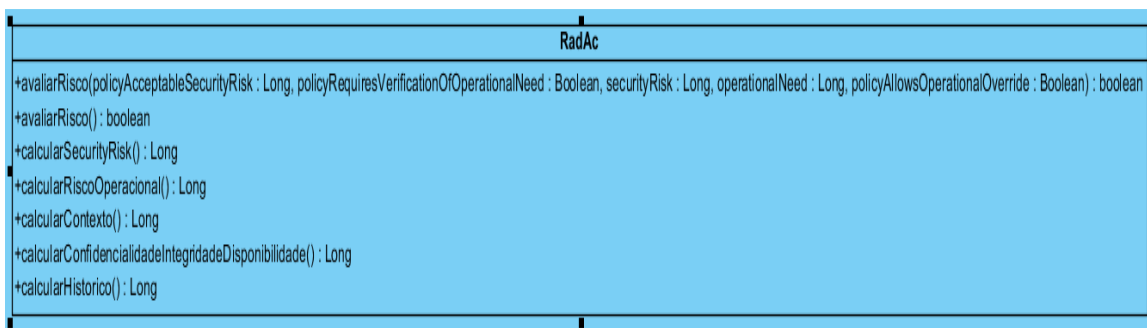 RadAc
+avaliarRisco(policyAcceptableSecurityRisk : Long, policyRequiresVerificationOfOperationalNeed : Boolean, securityRisk : Long, operationalNeed : Long, policyAllowsOperationalOverride : Boolean) : boolean
+avaliarRisco() : boolean
+calcularSecurityRisk() : Long
+calcularRiscoOperacional() : Long
+calcularContexto() : Long
+calcularConfidencialidadeIntegridadeDisponibilidade() : Long
+calcularHistorico() : Long